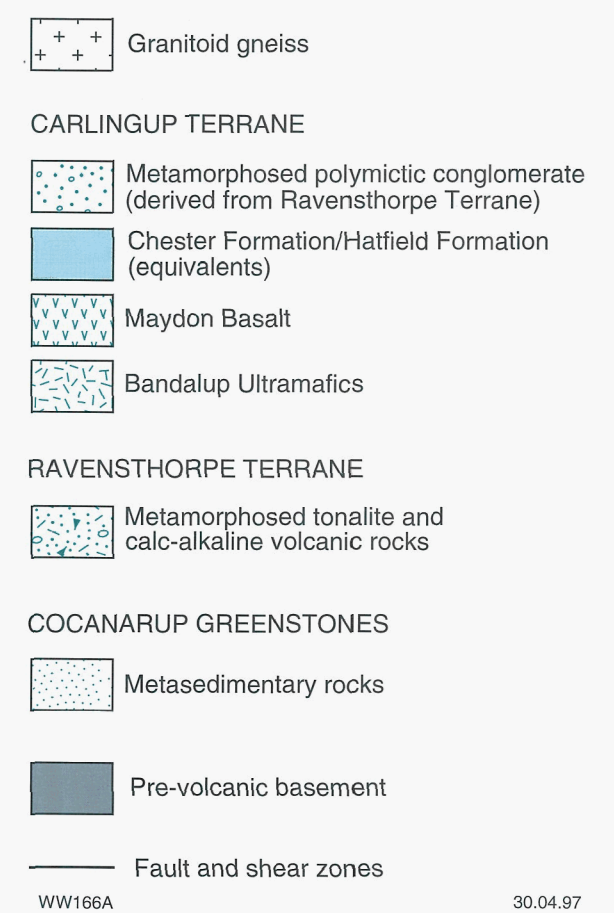 Granitoid gneiss
CARLINGUP TERRANE
Metamorphosed polymictic conglomerate
(derived from Ravensthorpe Terrane)
Chester Formation/Hatfield Formation
(equivalents)
Maydon Basalt
Bandalup Ultramafics
RAVENSTHORPE TERRANE
Metamorphosed tonalite and
calc-alkaline volcanic rocks
COCANARUP GREENSTONES
Metasedimentary rocks
Pre-volcanic basement
Fault and shear zones
WW166A 30.04.97